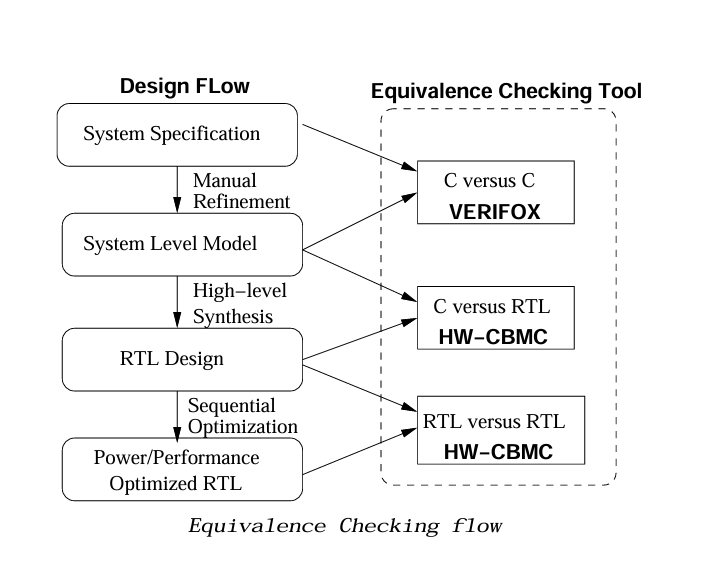 Design FLow
Equivalence Checking Tool
System Specification
Manual
Refinement
System Level Model
High-level
Synthesis
RTL Design
Sequential
Optimization
Power/Performance
Optimized RTL
C versus C
VERIFOX
C versus RTL
HW-CBMC
RTL versus RTL
HW-CBMC
Equivalence Checking flow